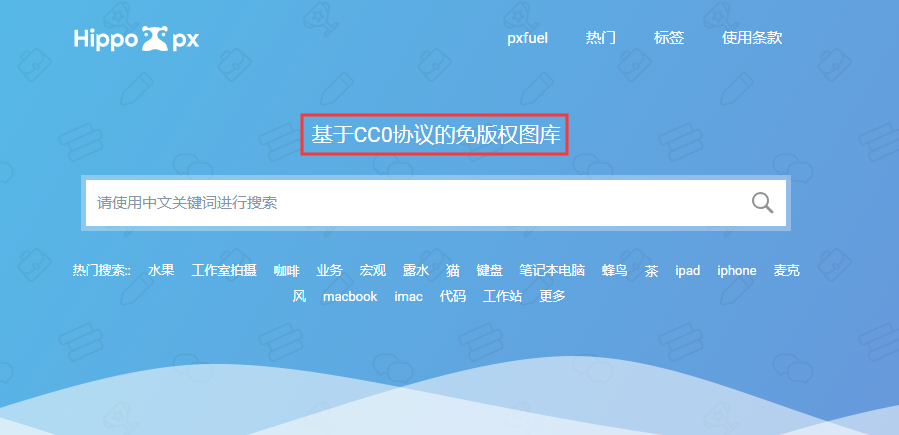 Hippo px
pxfuel 热门 标签 使用条款
基于CC0协议的免版权图库
请使用中文关键词进行搜索
热门搜索:: 水果 工作室拍摄 咖啡 业务 宏观 露水 猫 键盘 笔记本电脑 蜂鸟 茶 ipad iphone 麦克
风 macbook imac 代码 工作站 更多